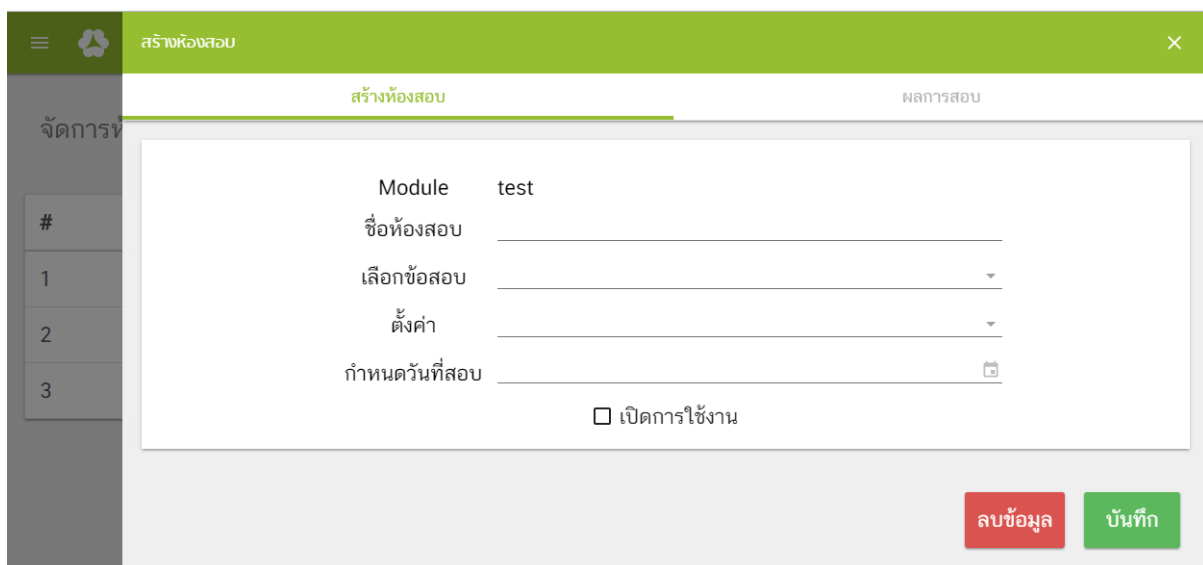 สร้างห้องสอบ
สร้างห้องสอบ ผลการสอบ
จัดการห้
#
1
2
3
Module test
ชื่อห้องสอบ
เลือกข้อสอบ
ตั้งค่า
กำหนดวันที่สอบ
เปิดการใช้งาน
ลบข้อมูล บันทึก